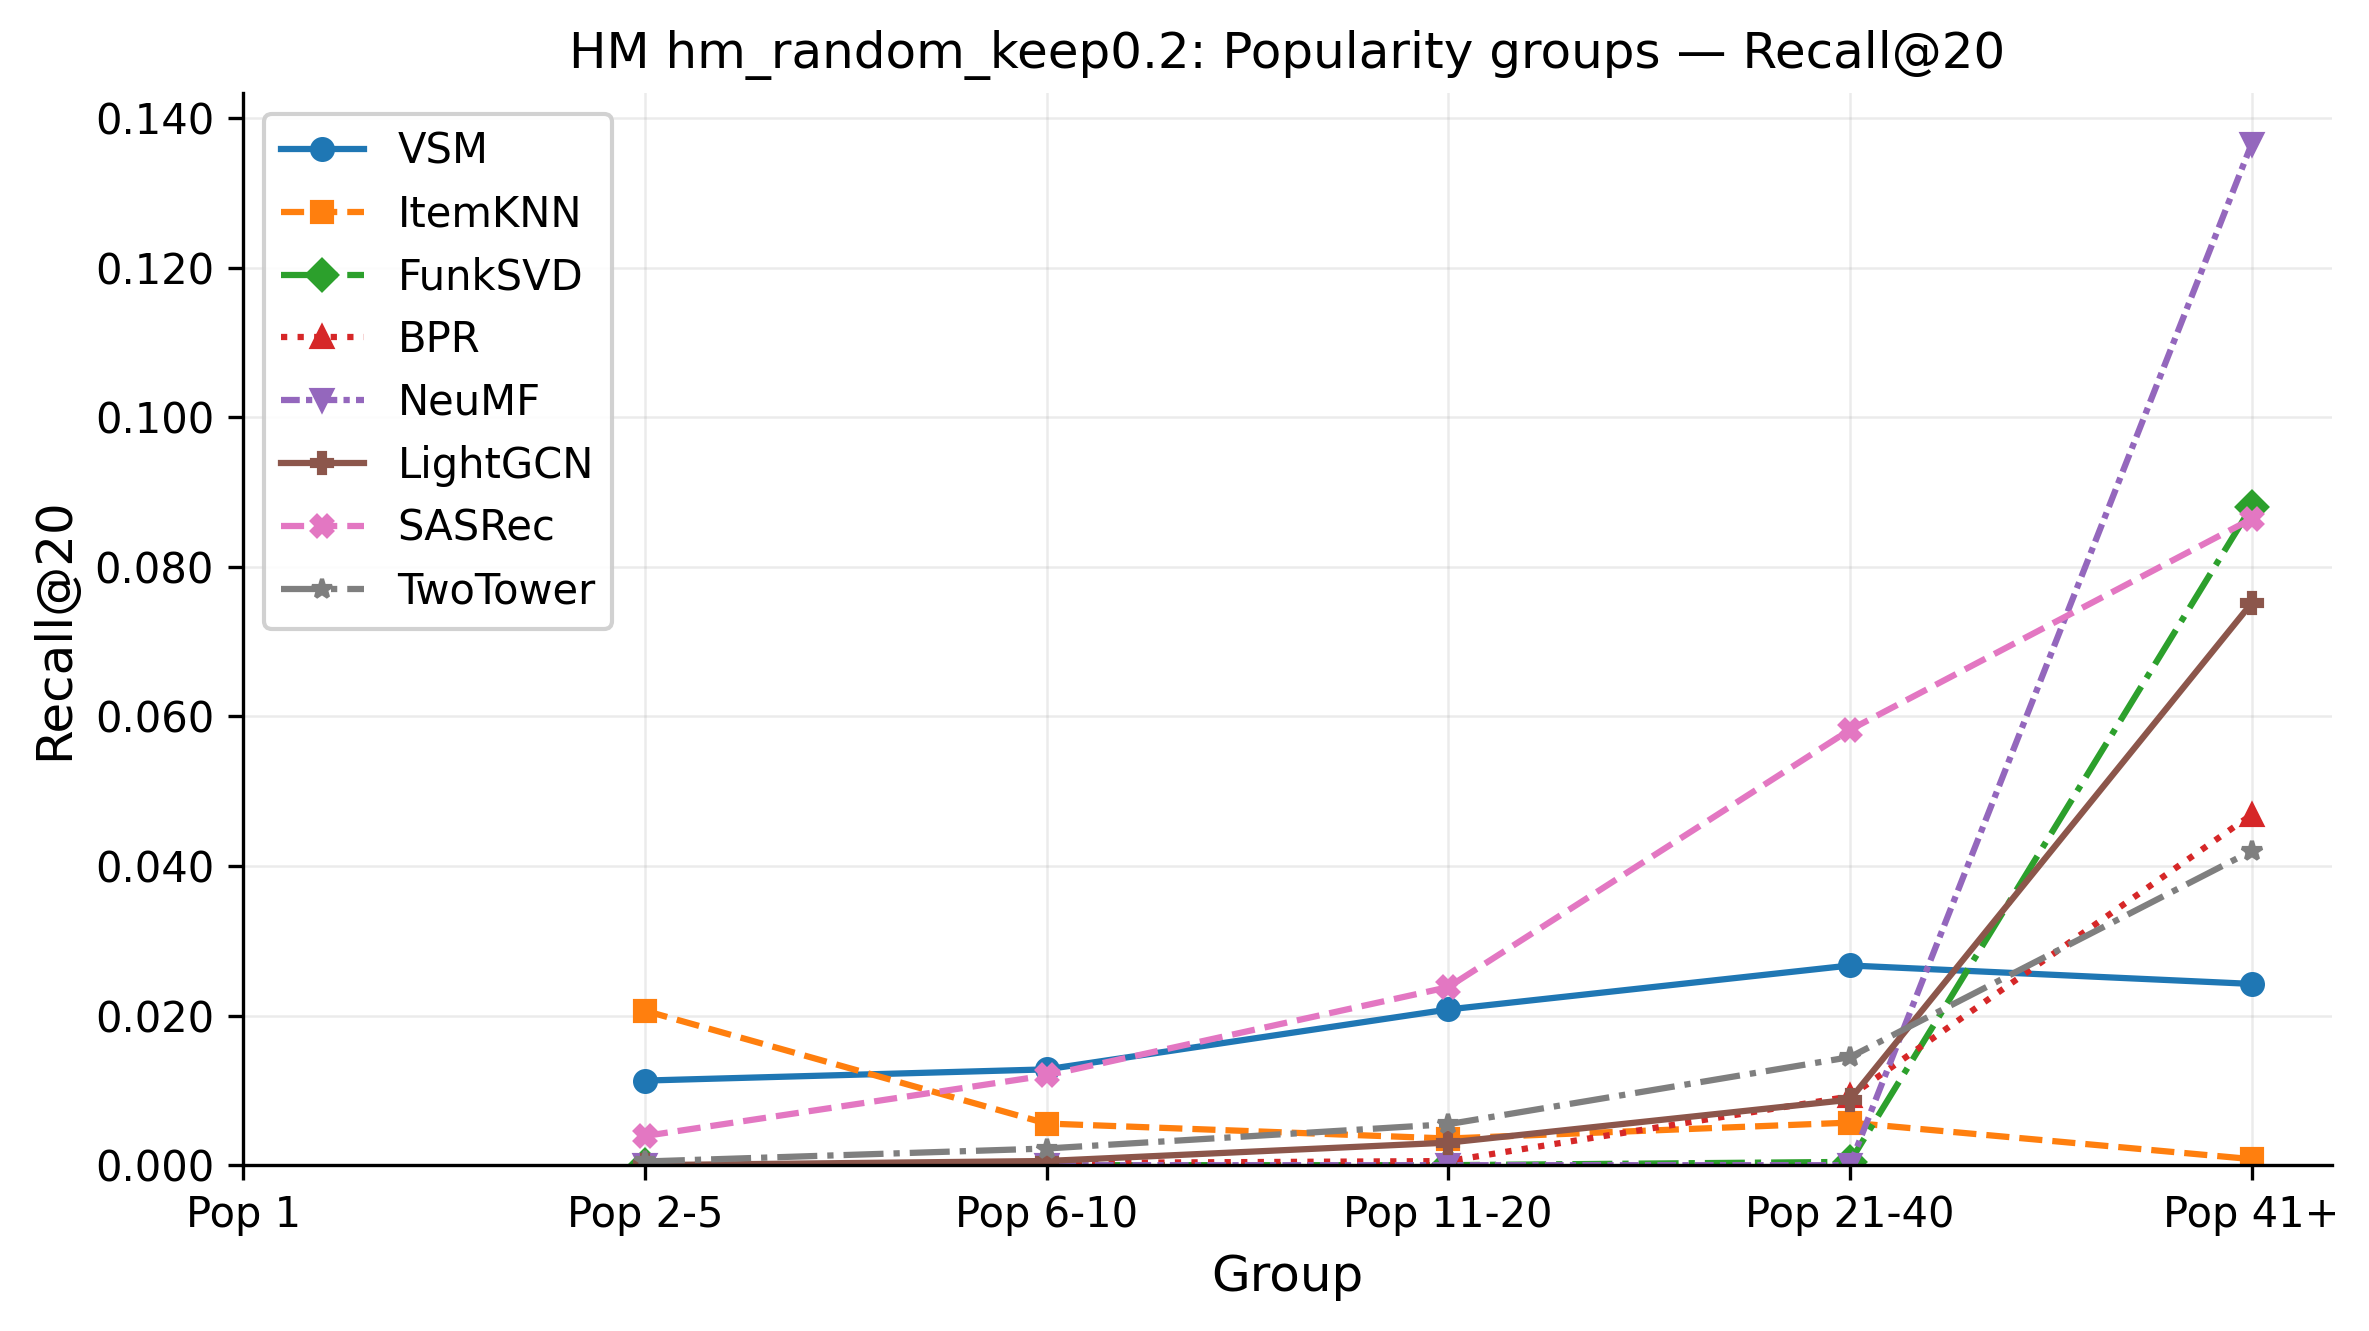 HM hm_random_keep0.2: Popularity groups — Recall@20
0.140
0.120
0.100
0.080
0.060
0.040
0.020
0.000
Recall@20
VSM
ItemKNN
FunkSVD
BPR
NeuMF
LightGCN
SASRec
TwoTower
Pop 1 Pop 2-5 Pop 6-10 Pop 11-20 Pop 21-40 Pop 41+
Group